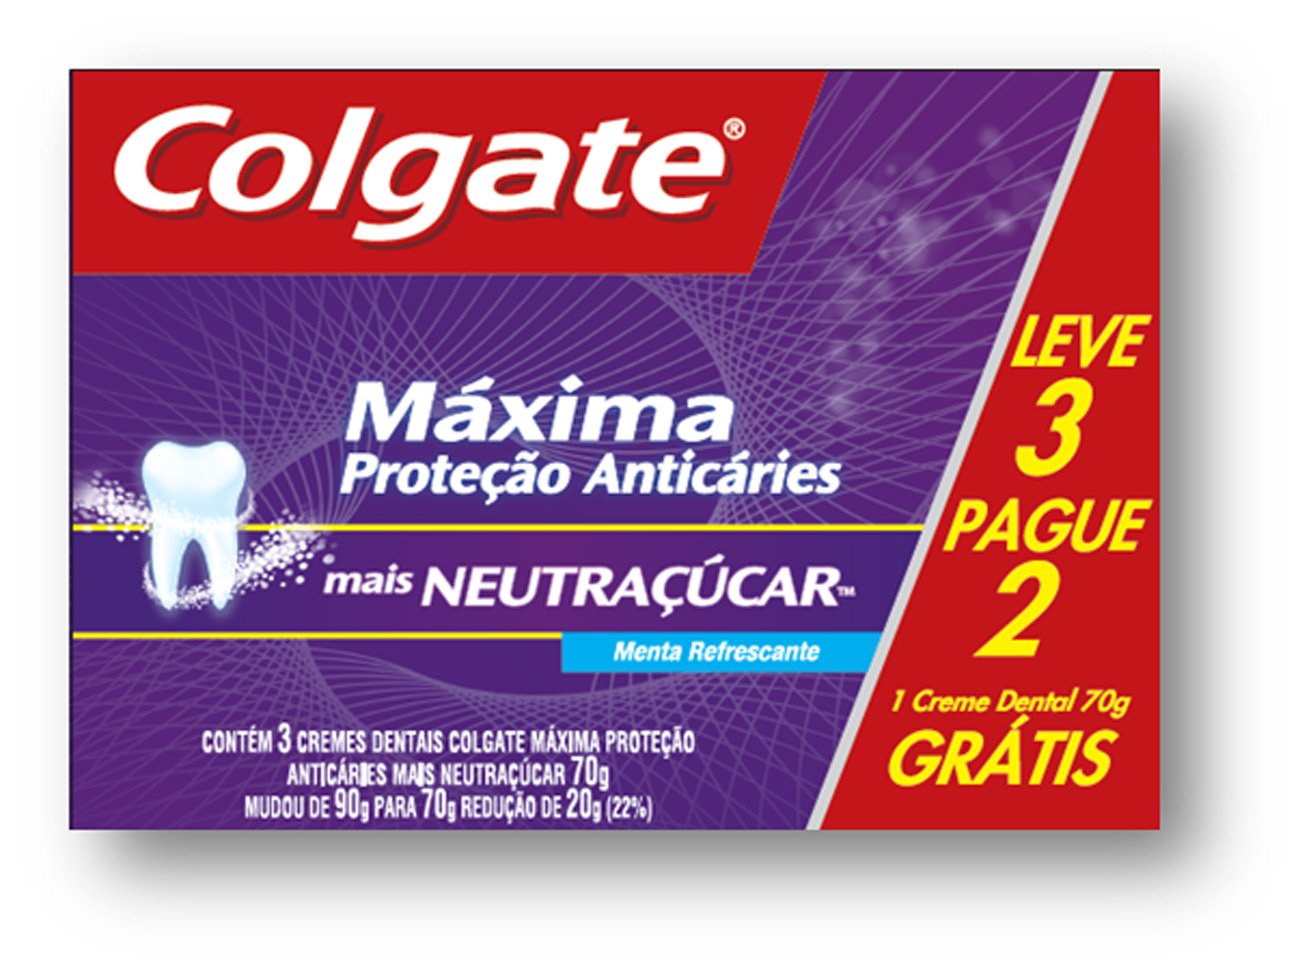 Colgate®
Máxima
Proteção Anticáries
mais NEUTRAÇÚCAR™
Menta Refrescante
CONTÉM 3 CREMES DENTAIS COLGATE MÁXIMA PROTEÇÃO
ANTICÁRIES MAIS NEUTRAÇÚCAR 70g
MUDOU DE 90g PARA 70g REDUÇÃO DE 20g (22%)
LEVE
3
PAGUE
2
1 Creme Dental 70g
GRÁTIS